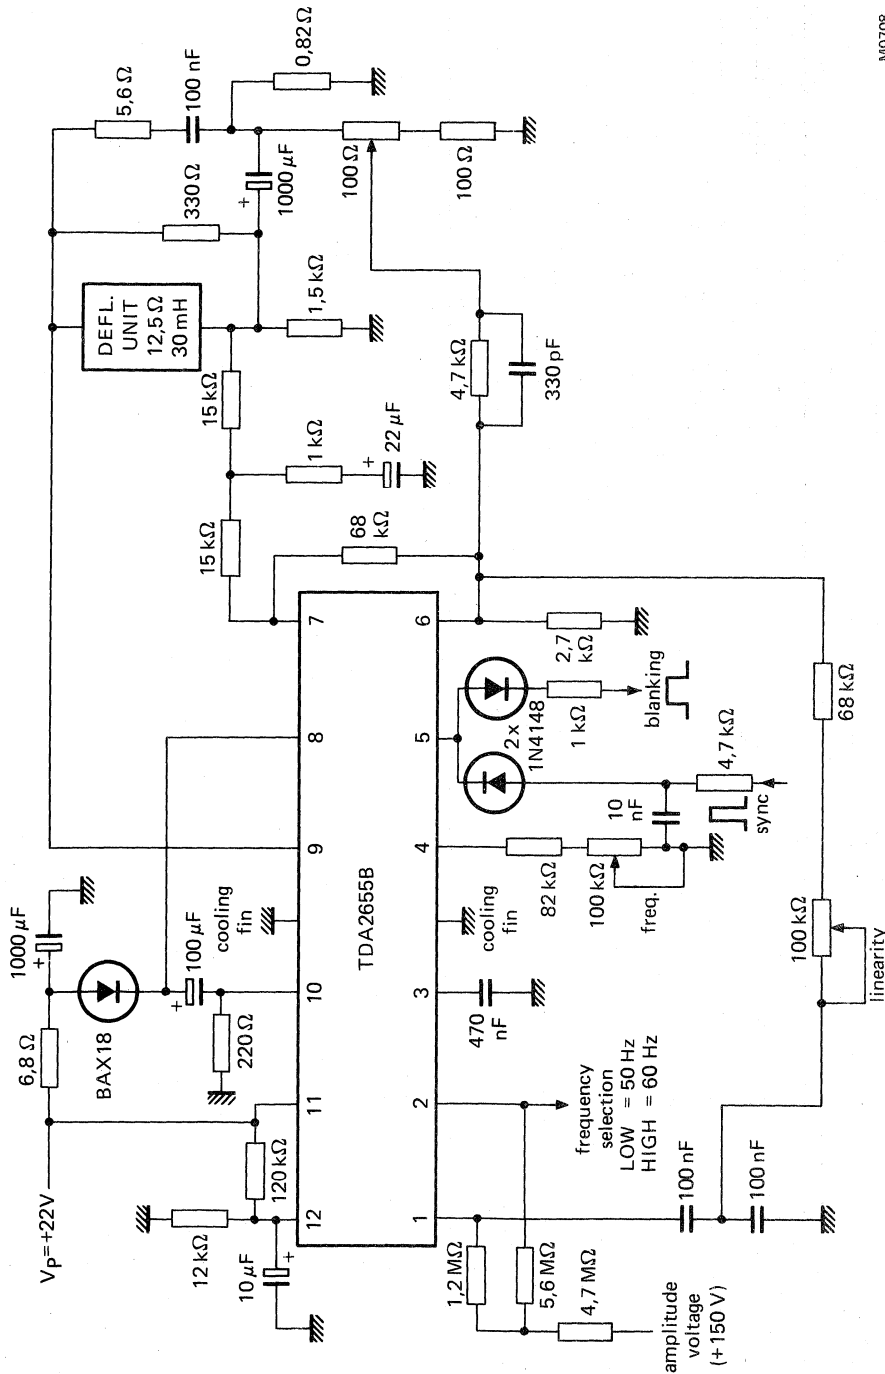 VP=+22V
6,8 Ω
1000 μF
+
BAX18
+
100 μF
220 Ω
120 kΩ
12 kΩ
10 μF
+
cooling
fin
DEFL.
UNIT
12,5 Ω
30 mH
330 Ω
5,6 Ω
100 nF
0,82 Ω
+
1000 μF
1,5 kΩ
100 Ω
100 Ω
15 kΩ
15 kΩ
1 kΩ
+
22 μF
68
kΩ
4,7 kΩ
330 pF
12
11
10
9
8
7
TDA2655B
1
2
3
4
5
6
cooling
fin
470
nF
82 kΩ
100 kΩ
freq.
10
nF
2 x
1N4148
1 kΩ
blanking
2,7
kΩ
4,7 kΩ
sync
frequency
selection
LOW = 50 Hz
HIGH = 60 Hz
1,2 MΩ
5,6 MΩ
4,7 MΩ
amplitude
voltage
(+150 V)
100 nF
100 nF
100 kΩ
linearity
68 kΩ